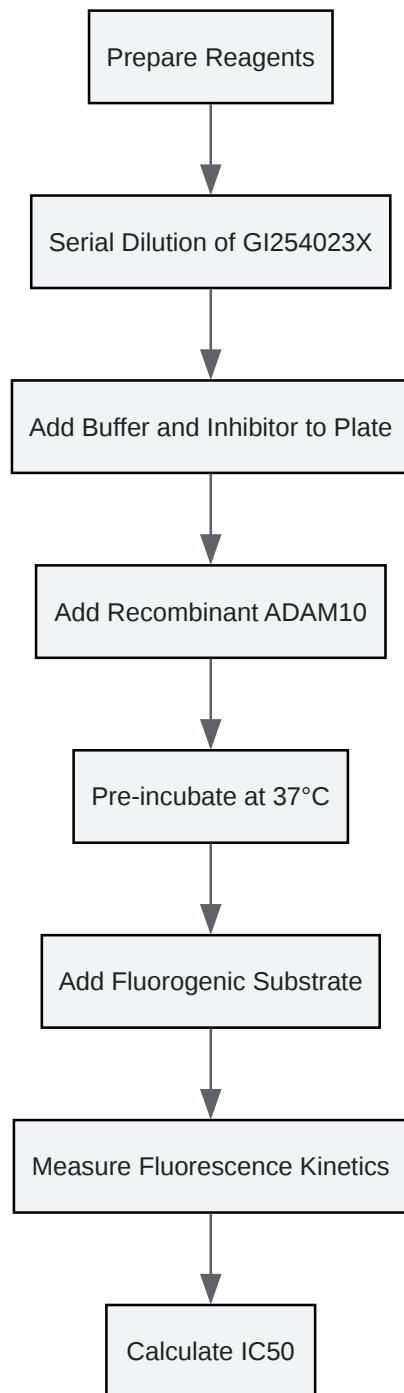 Prepare Reagents
Serial Dilution of GI254023X
Add Buffer and Inhibitor to Plate
Add Recombinant ADAM10
Pre-incubate at 37°C
Add Fluorogenic Substrate
Measure Fluorescence Kinetics
Calculate IC50